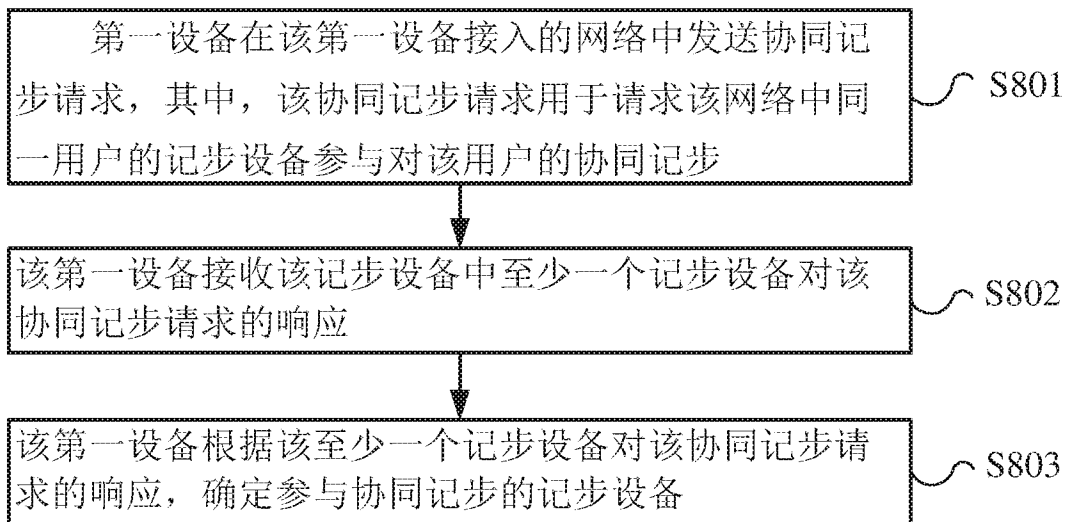 第一设备在该第一设备接入的网络中发送协同记
步请求，其中，该协同记步请求用于请求该网络中同
一用户的记步设备参与对该用户的协同记步
S801
该第一设备接收该记步设备中至少一个记步设备对该
协同记步请求的响应
S802
该第一设备根据该至少一个记步设备对该协同记步请
求的响应，确定参与协同记步的记步设备
S803